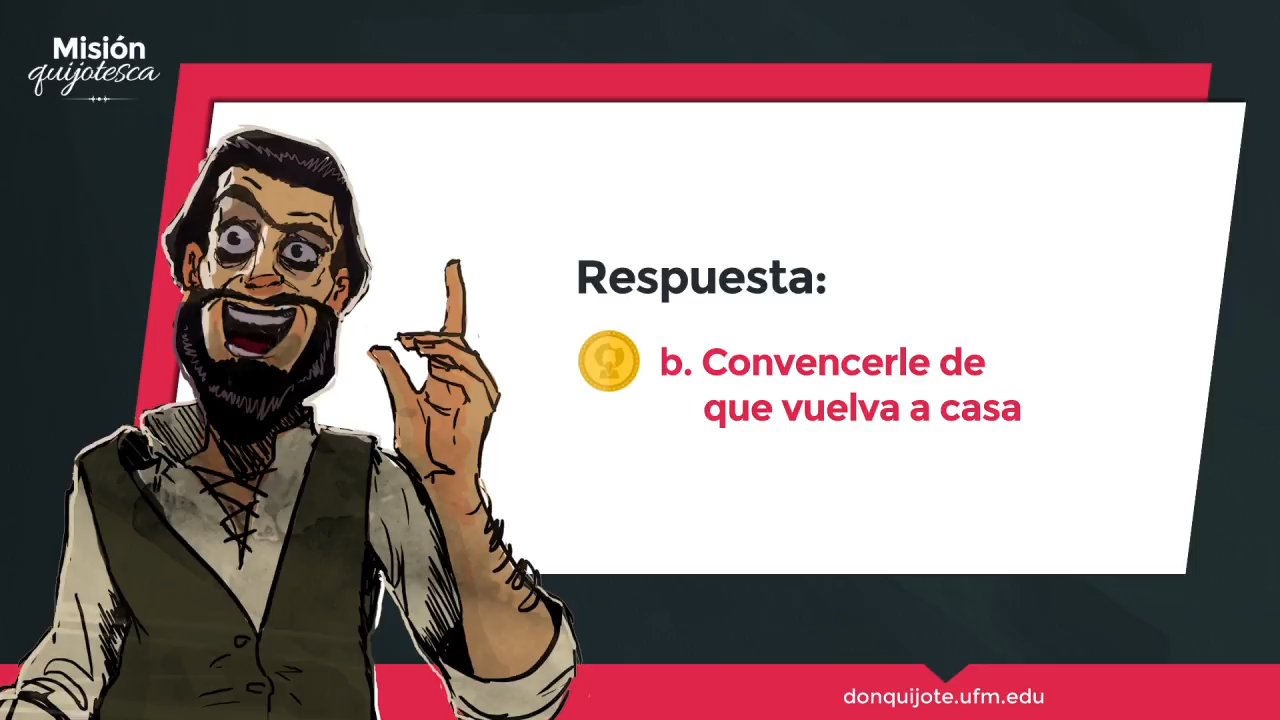 Misión
quijotesca
Respuesta:
b. Convencerle de
que vuelva a casa
donquijote.ufm.edu